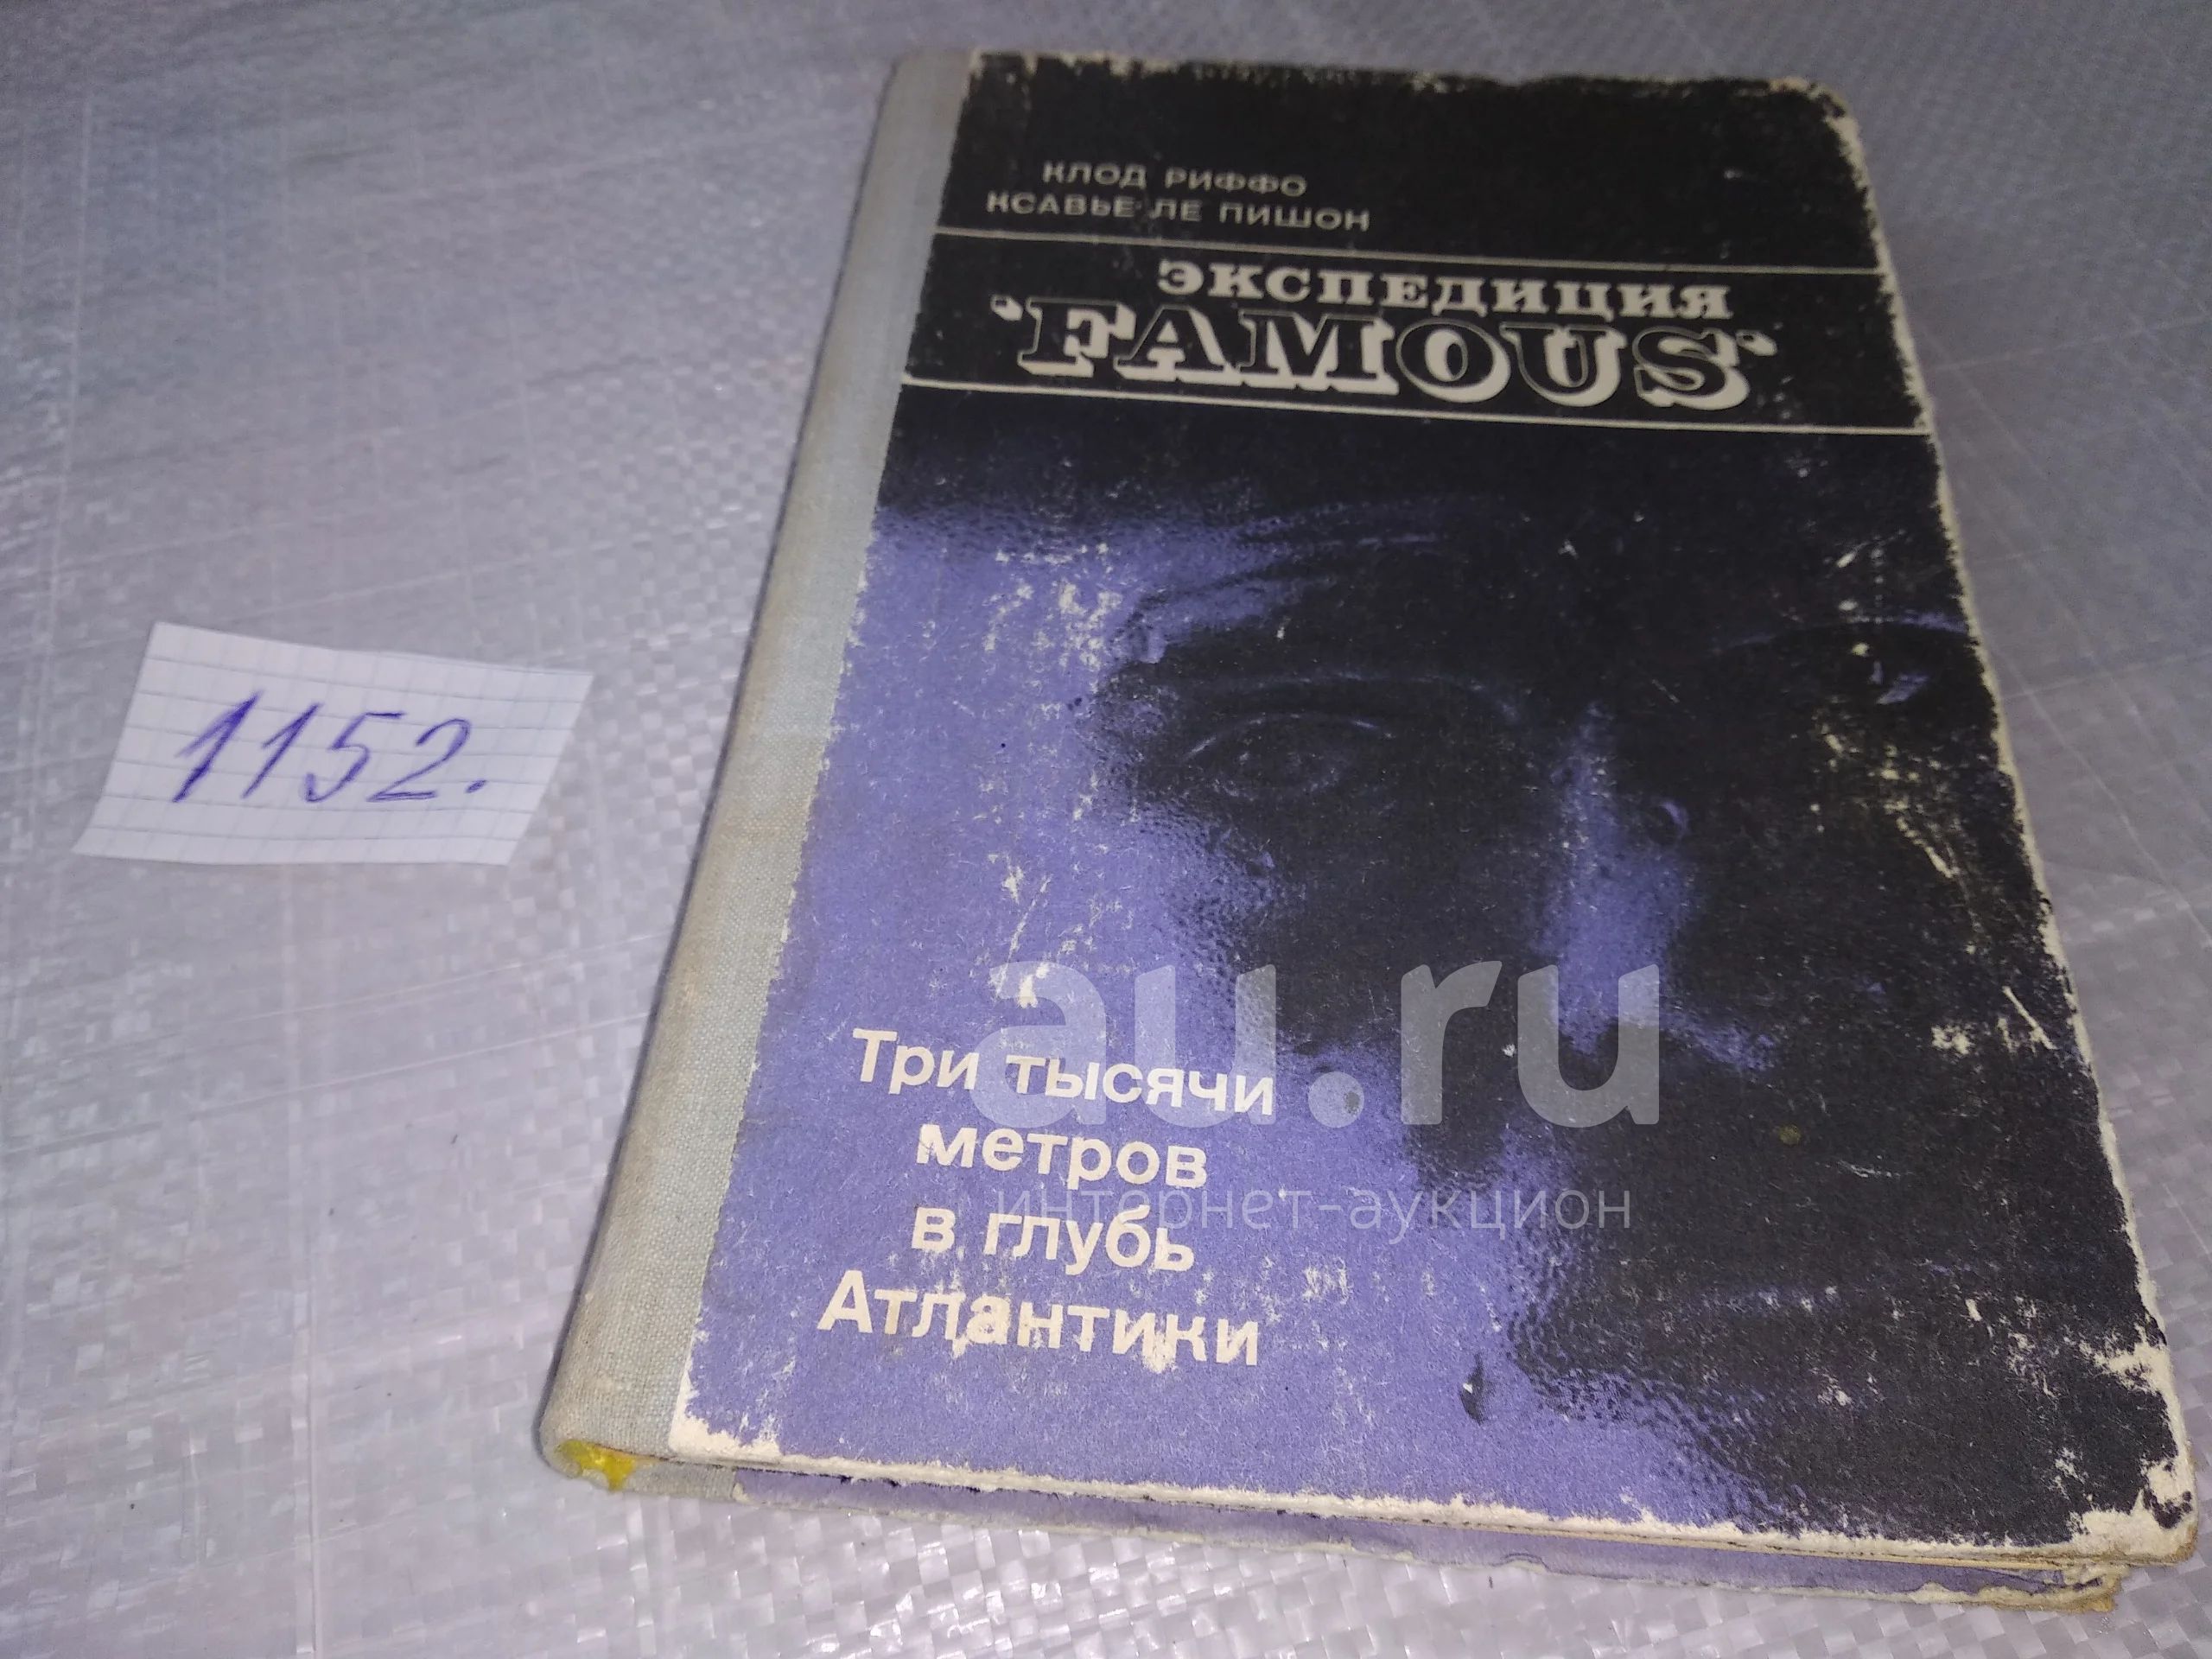 КЛОД РИФФО
КСАВЬЕ ЛЕ ПИШОН
ЭКСПЕДИЦИЯ
'FAMOUS'
1152.
Три тысячи
метров
в глубь
Атлантики
au.ru
интернет-аукцион